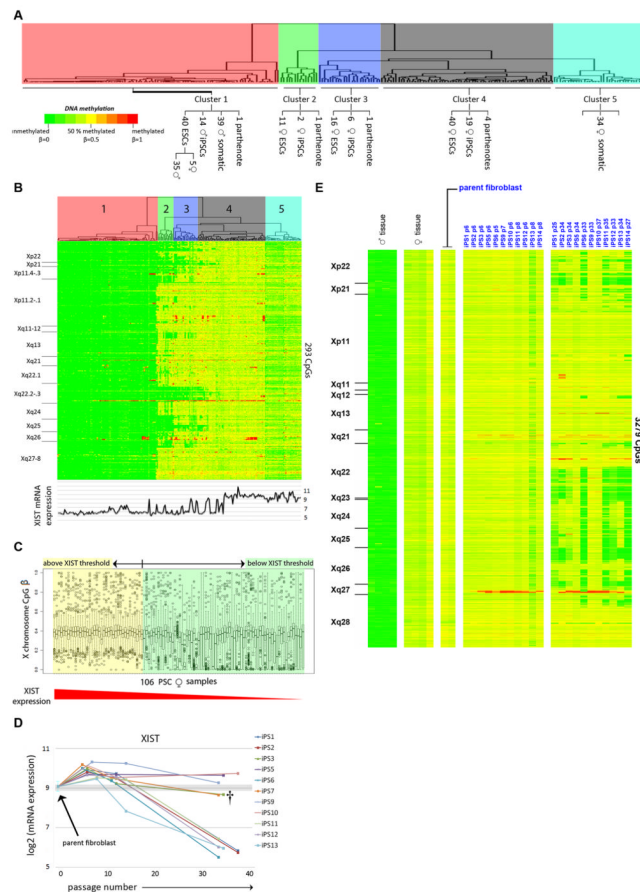 A
Cluster 1
Cluster 2
Cluster 3
Cluster 4
Cluster 5
DNA methylation
unmethylated 50 % methylated methylated
β=0 β=0.5 β=1
40 ESCs
14 ♂ iPSCs
39 ♂ somatic
1 parthenote
35 ♂
5 ♀
11 ♀ ESCs
2 ♀ iPSCs
1 parthenote
16 ♀ ESCs
6 ♀ iPSCs
1 parthenote
40 ♀ ESCs
19 ♀ iPSCs
4 parthenotes
34 ♀ somatic
B
1 2 3 4 5
Xp22
Xp21
Xp11.4-.3
Xp11.2-.1
Xq11-12
Xq13
Xq21
Xq22.1
Xq22.2-.3
Xq24
Xq25
Xq26
Xq27-8
293 CpGs
XIST mRNA
expression
11
9
7
5
C
above XIST threshold
below XIST threshold
X chromosome CpG β
106 PSC ♀ samples
XIST
expression
D
XIST
log2 (mRNA expression)
11
9
7
5
parent fibroblast
†
0 10 20 30 40
passage number
iPS1
iPS2
iPS3
iPS5
iPS6
iPS7
iPS9
iPS10
iPS11
iPS12
iPS13
E
parent fibroblast
♂ tissue
♀ tissue
Xp22
Xp21
Xp11
Xq11
Xq12
Xq13
Xq21
Xq22
Xq23
Xq24
Xq25
Xq26
Xq27
Xq28
3279 CpGs